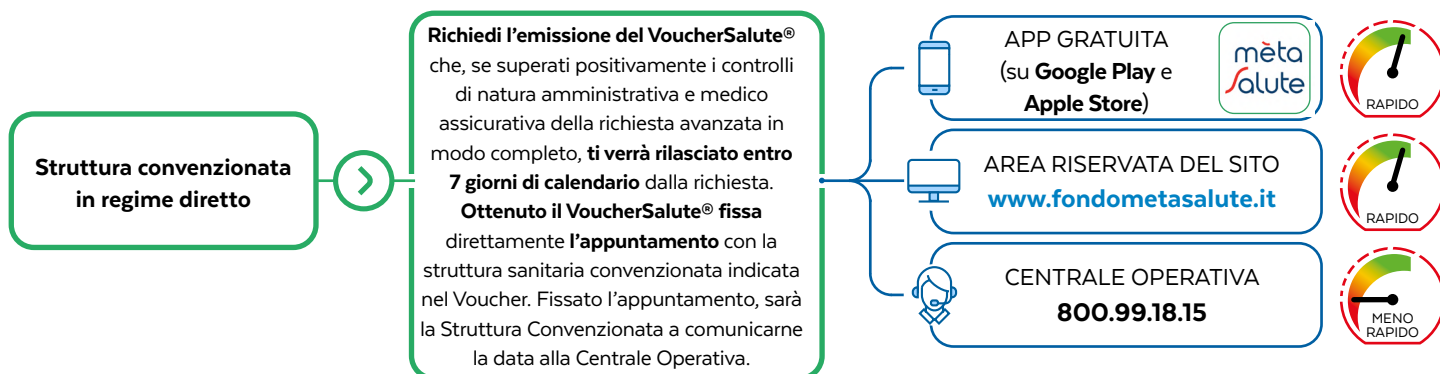 Struttura convenzionata
in regime diretto
Richiedi l'emissione del VoucherSalute®
che, se superati positivamente i controlli
di natura amministrativa e medico
assicurativa della richiesta avanzata in
modo completo, ti verrà rilasciato entro
7 giorni di calendario dalla richiesta.
Ottenuto il VoucherSalute® fissa
direttamente l'appuntamento con la
struttura sanitaria convenzionata indicata
nel Voucher. Fissato l'appuntamento, sarà
la Struttura Convenzionata a comunicarne
la data alla Centrale Operativa.
APP GRATUITA
(su Google Play e
Apple Store)
mèta
Salute
RAPIDO
AREA RISERVATA DEL SITO
www.fondometasalute.it
RAPIDO
CENTRALE OPERATIVA
800.99.18.15
MENO
RAPIDO